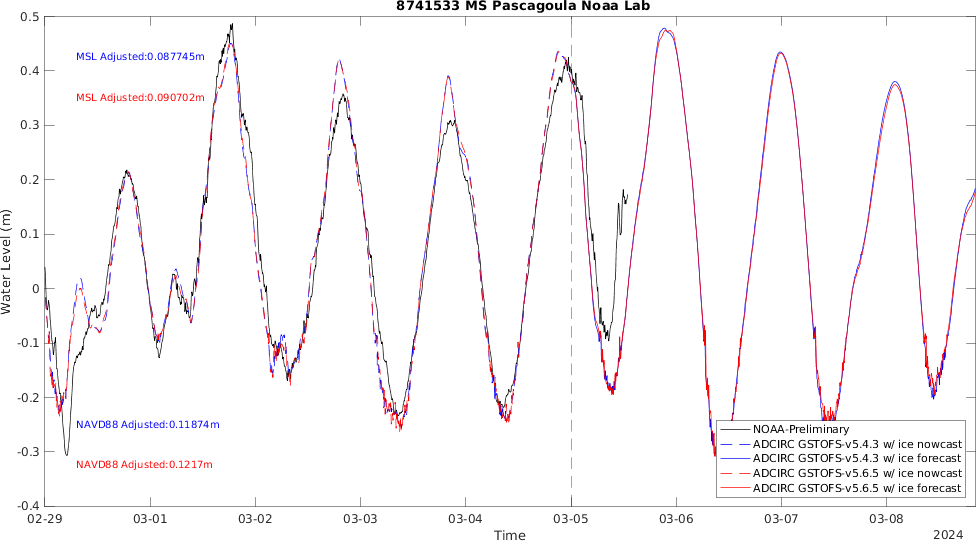 8741533 MS Pascagoula Noaa Lab
0.5
MSL Adjusted:0.087745m
0.4
MSL Adjusted:0.090702m
0.3
0.2
0.1
Water Level (m)
0
-0.1
-0.2
NAVD88 Adjusted:0.11874m
NOAA-Preliminary
ADCIRC GSTOFS-v5.4.3 w/ ice nowcast
-0.3
ADCIRC GSTOFS-v5.4.3 w/ ice forecast
NAVD88 Adjusted:0.1217m
ADCIRC GSTOFS-v5.6.5 w/ ice nowcast
ADCIRC GSTOFS-v5.6.5 w/ ice forecast
-0.4
02-29 03-01 03-02 03-03 03-04 03-05 03-06 03-07 03-08
Time
2024